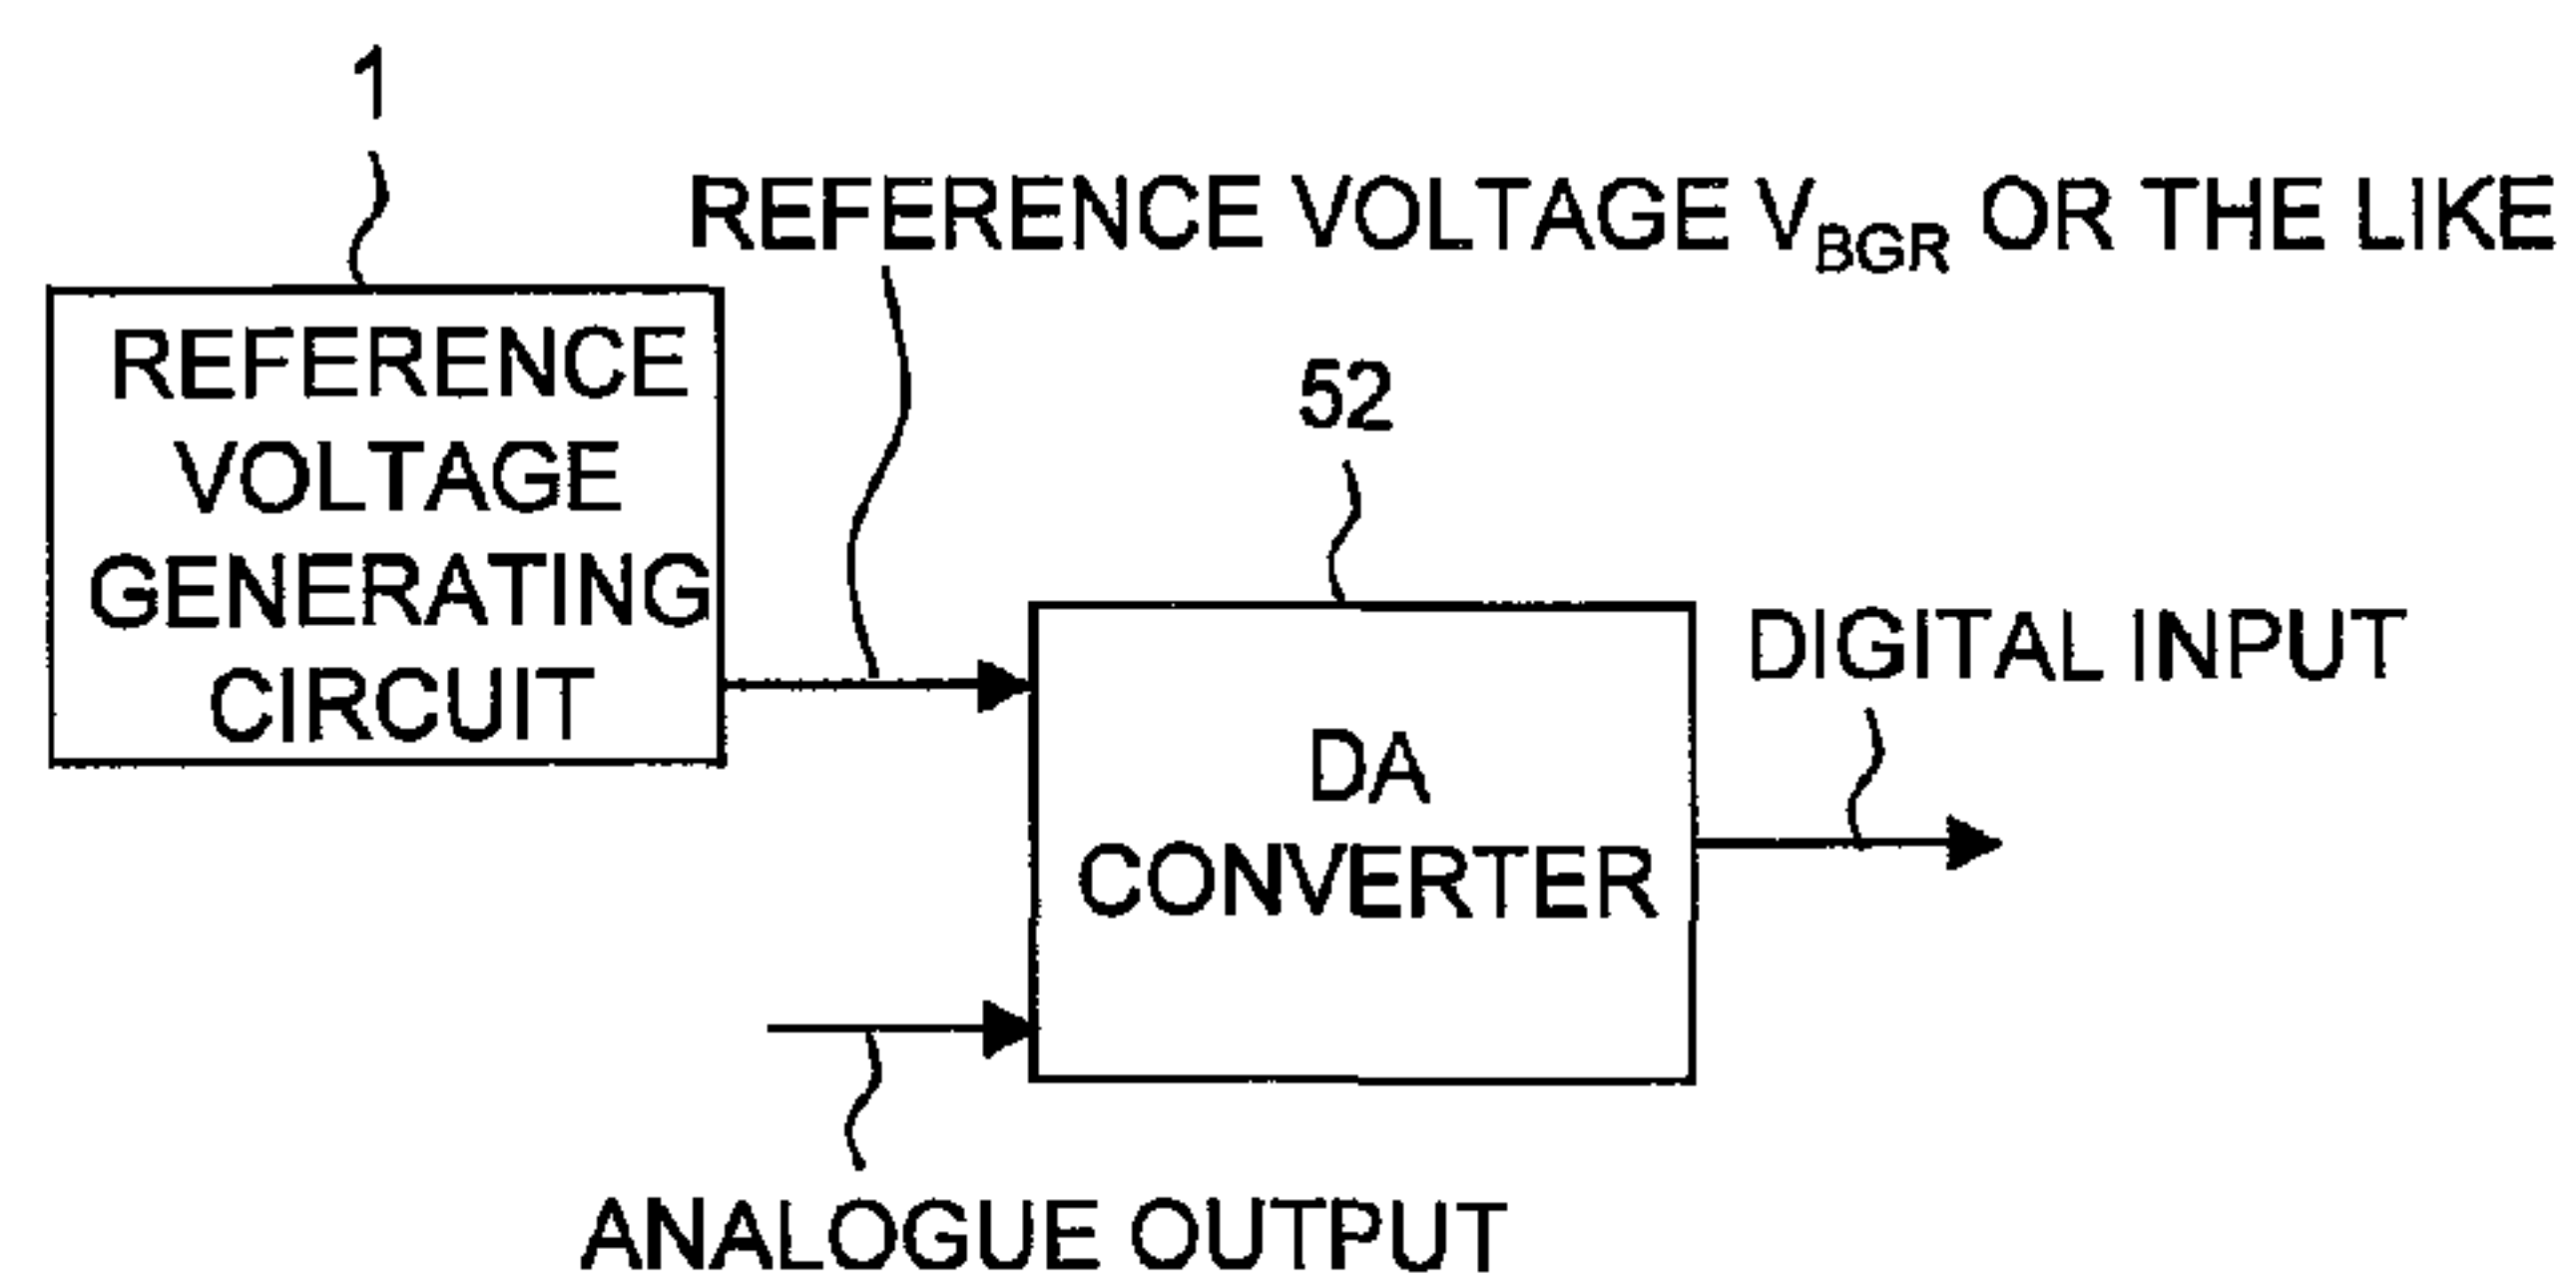 1
REFERENCE VOLTAGE VBGR OR THE LIKE
REFERENCE
VOLTAGE
GENERATING
CIRCUIT
52
DIGITAL INPUT
DA
CONVERTER
ANALOGUE OUTPUT